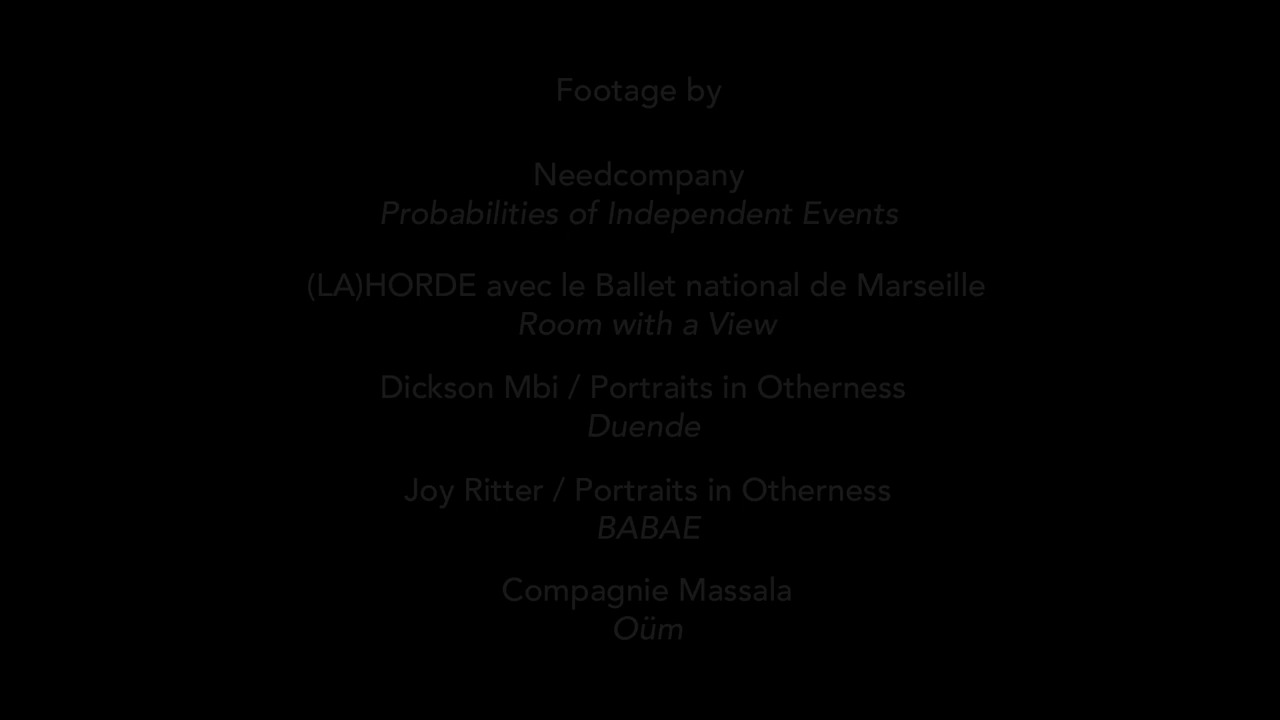 Footage by
Needcompany
Probabilities of Independent Events
(LA)HORDE avec le Ballet national de Marseille
Room with a View
Dickson Mbi / Portraits in Otherness
Duende
Joy Ritter / Portraits in Otherness
BABAE
Compagnie Massala
Oüm